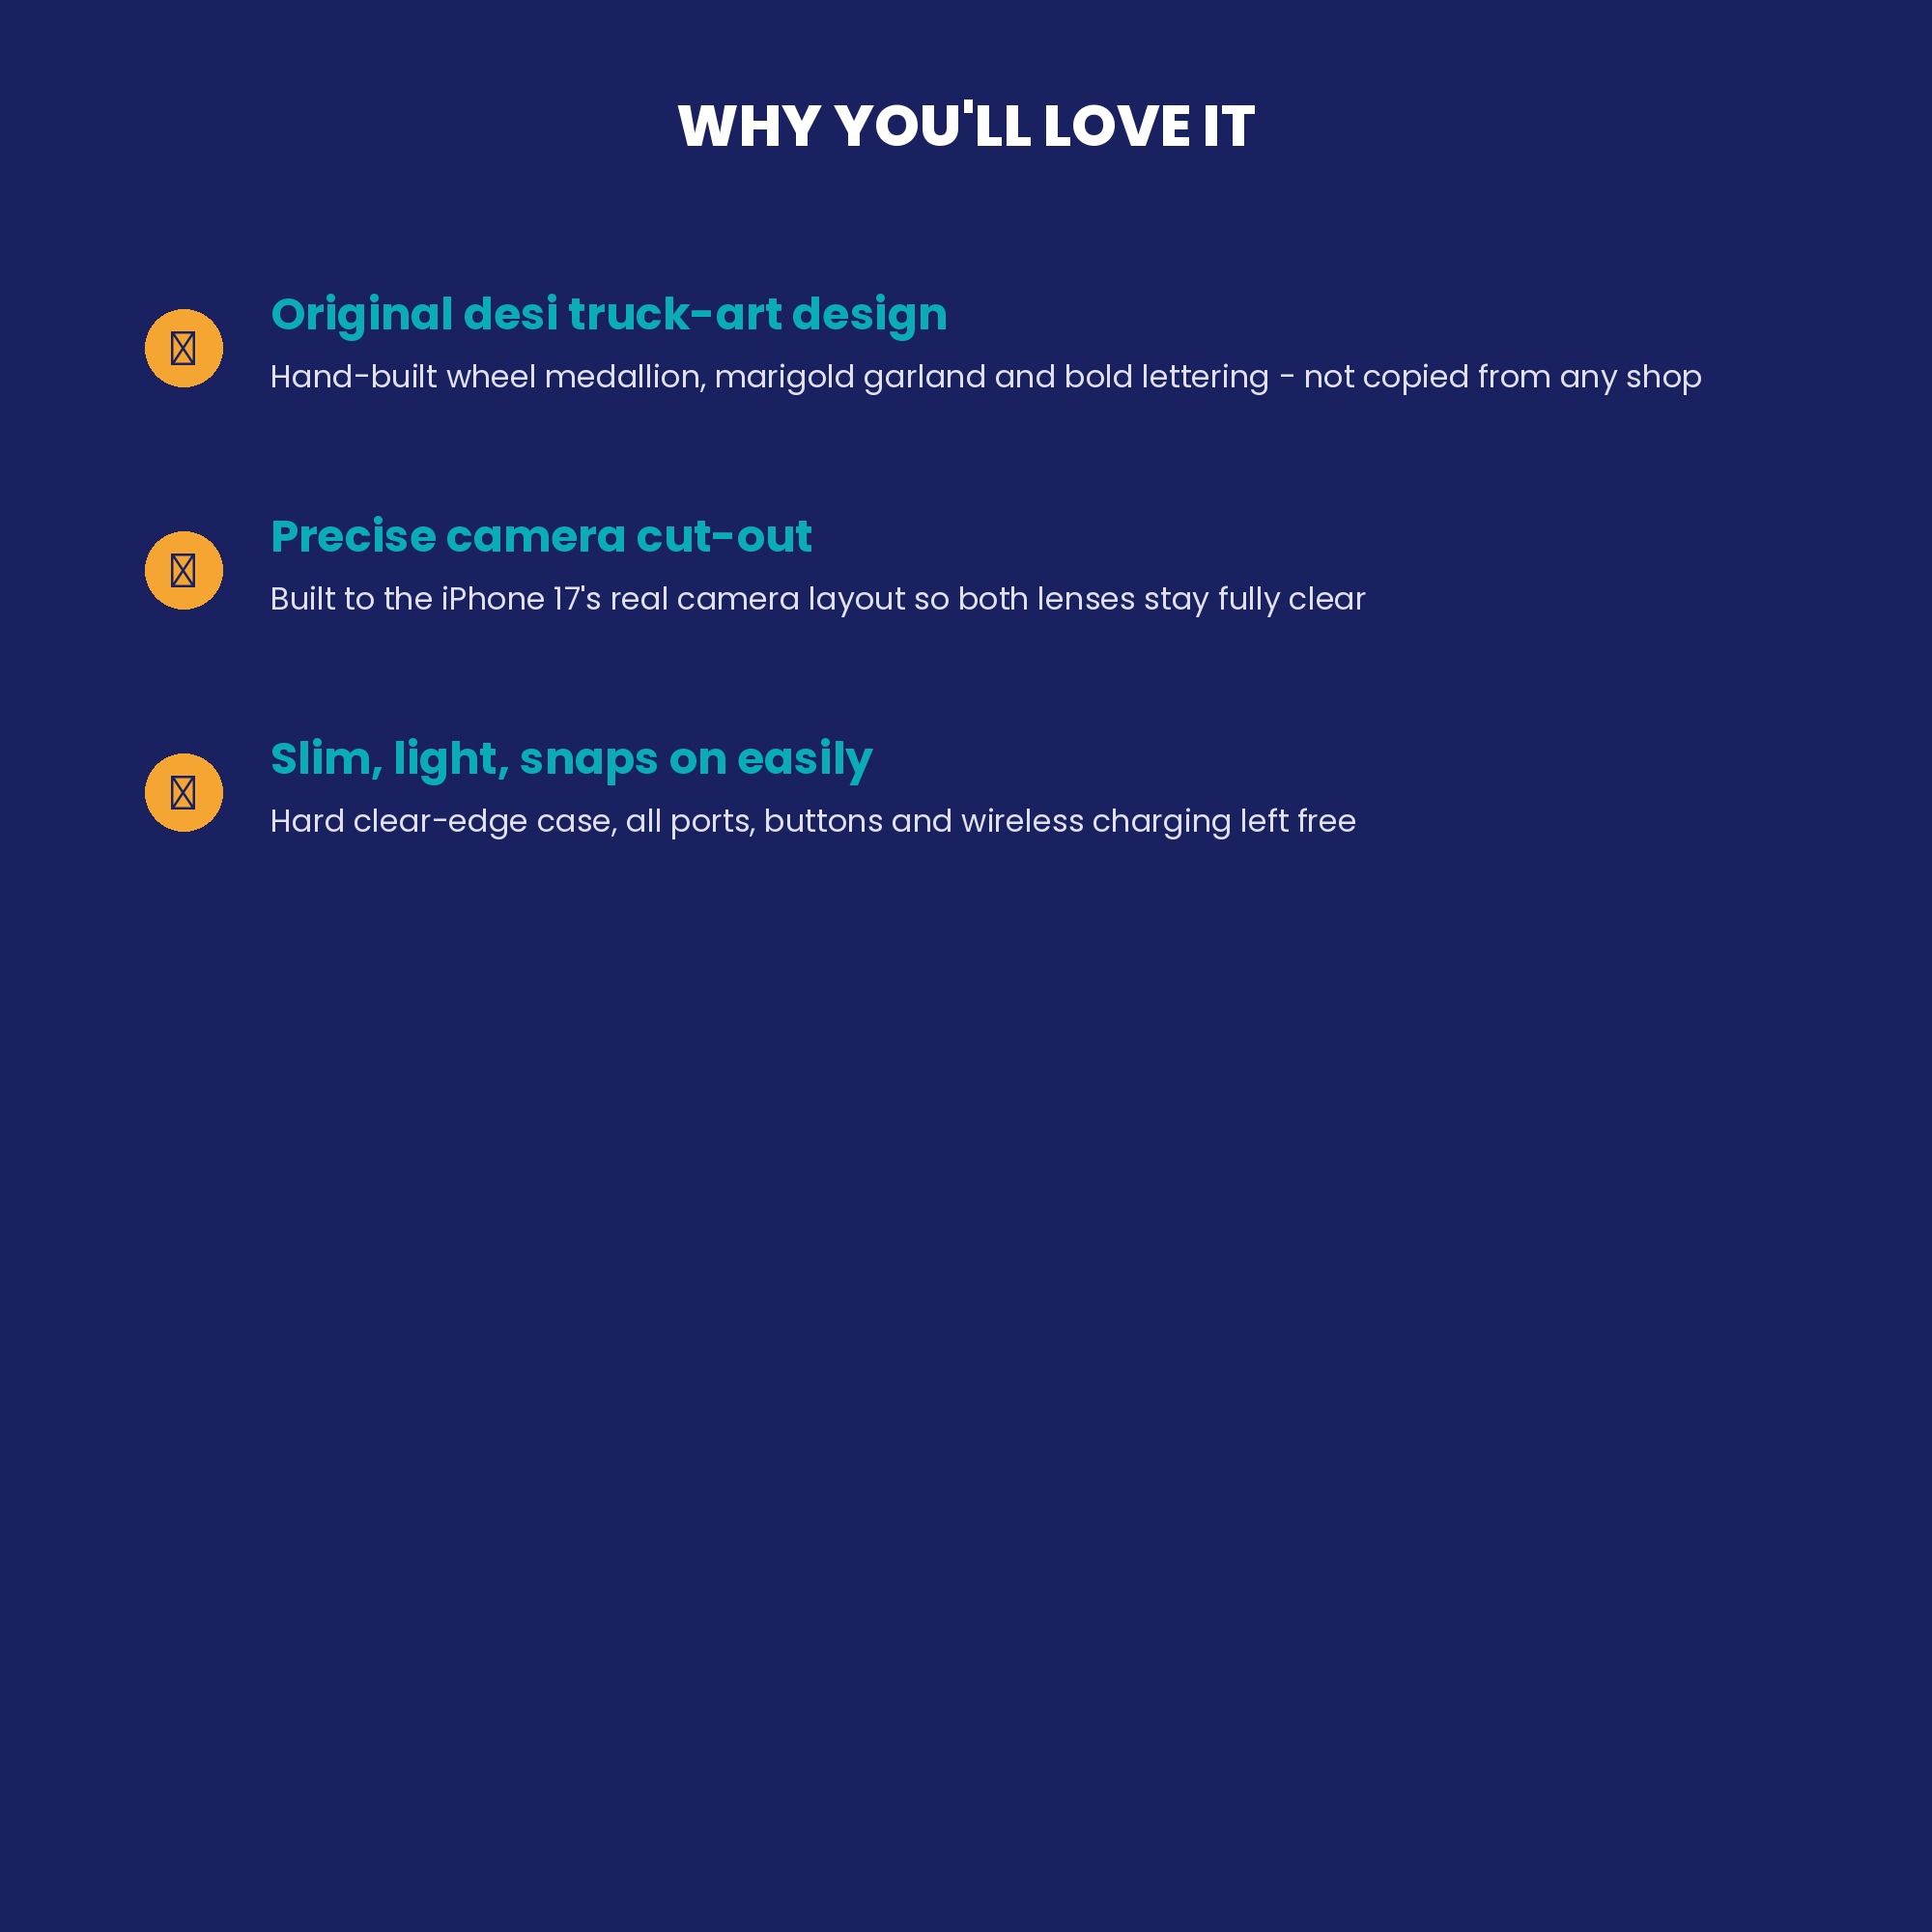 WHY YOU'LL LOVE IT
Original desi truck-art design
Hand-built wheel medallion, marigold garland and bold lettering - not copied from any shop
Precise camera cut-out
Built to the iPhone 17's real camera layout so both lenses stay fully clear
Slim, light, snaps on easily
Hard clear-edge case, all ports, buttons and wireless charging left free